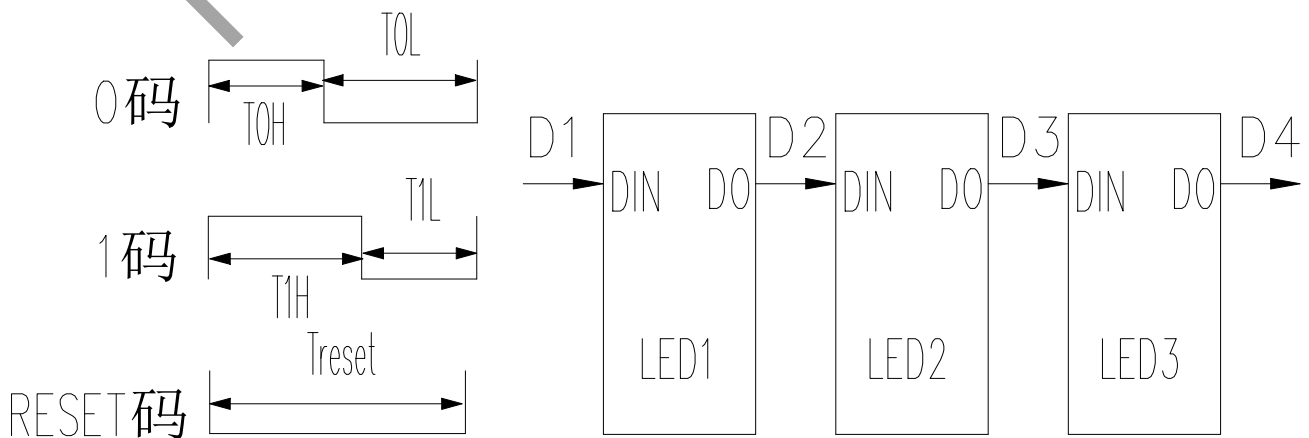 T0L
0码
T0H
T1L
1码
T1H
Treset
RESET码
D1 D2 D3 D4
DIN DO DIN DO DIN DO
LED1 LED2 LED3